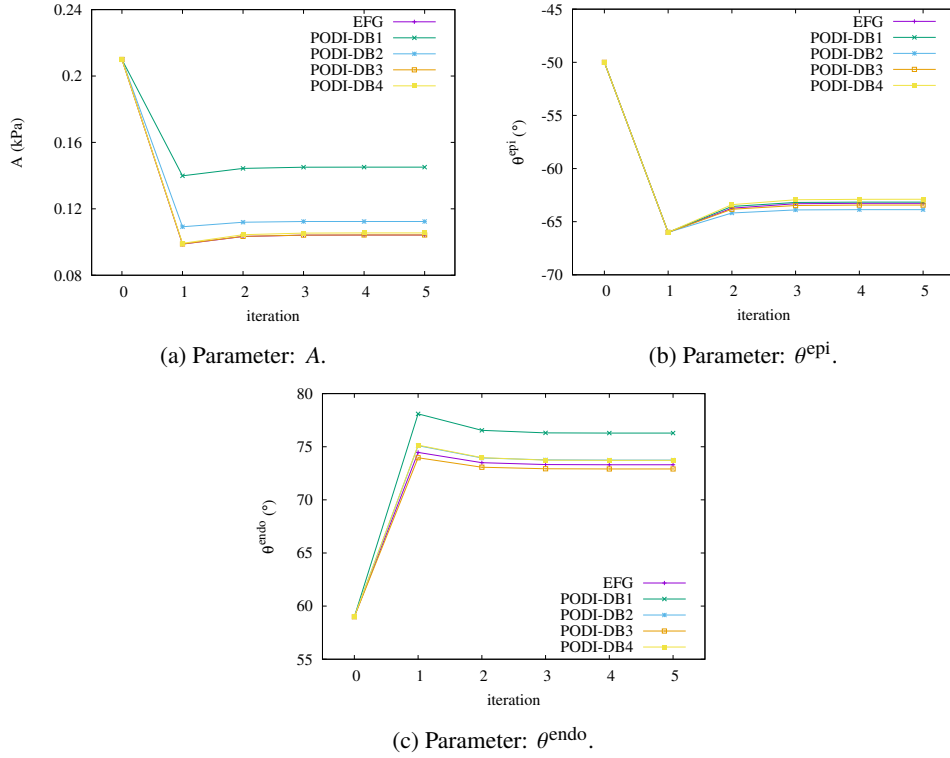 EFG
PODI-DB1
PODI-DB2
PODI-DB3
PODI-DB4
0.24
0.2
0.16
0.12
0.08
A (kPa)
0 1 2 3 4 5
iteration
(a) Parameter: A.
EFG
PODI-DB1
PODI-DB2
PODI-DB3
PODI-DB4
-45
-50
-55
-60
-65
-70
θ^epi (°)
0 1 2 3 4 5
iteration
(b) Parameter: θ^epi.
80
75
70
65
60
55
θ^endo (°)
EFG
PODI-DB1
PODI-DB2
PODI-DB3
PODI-DB4
0 1 2 3 4 5
iteration
(c) Parameter: θ^endo.